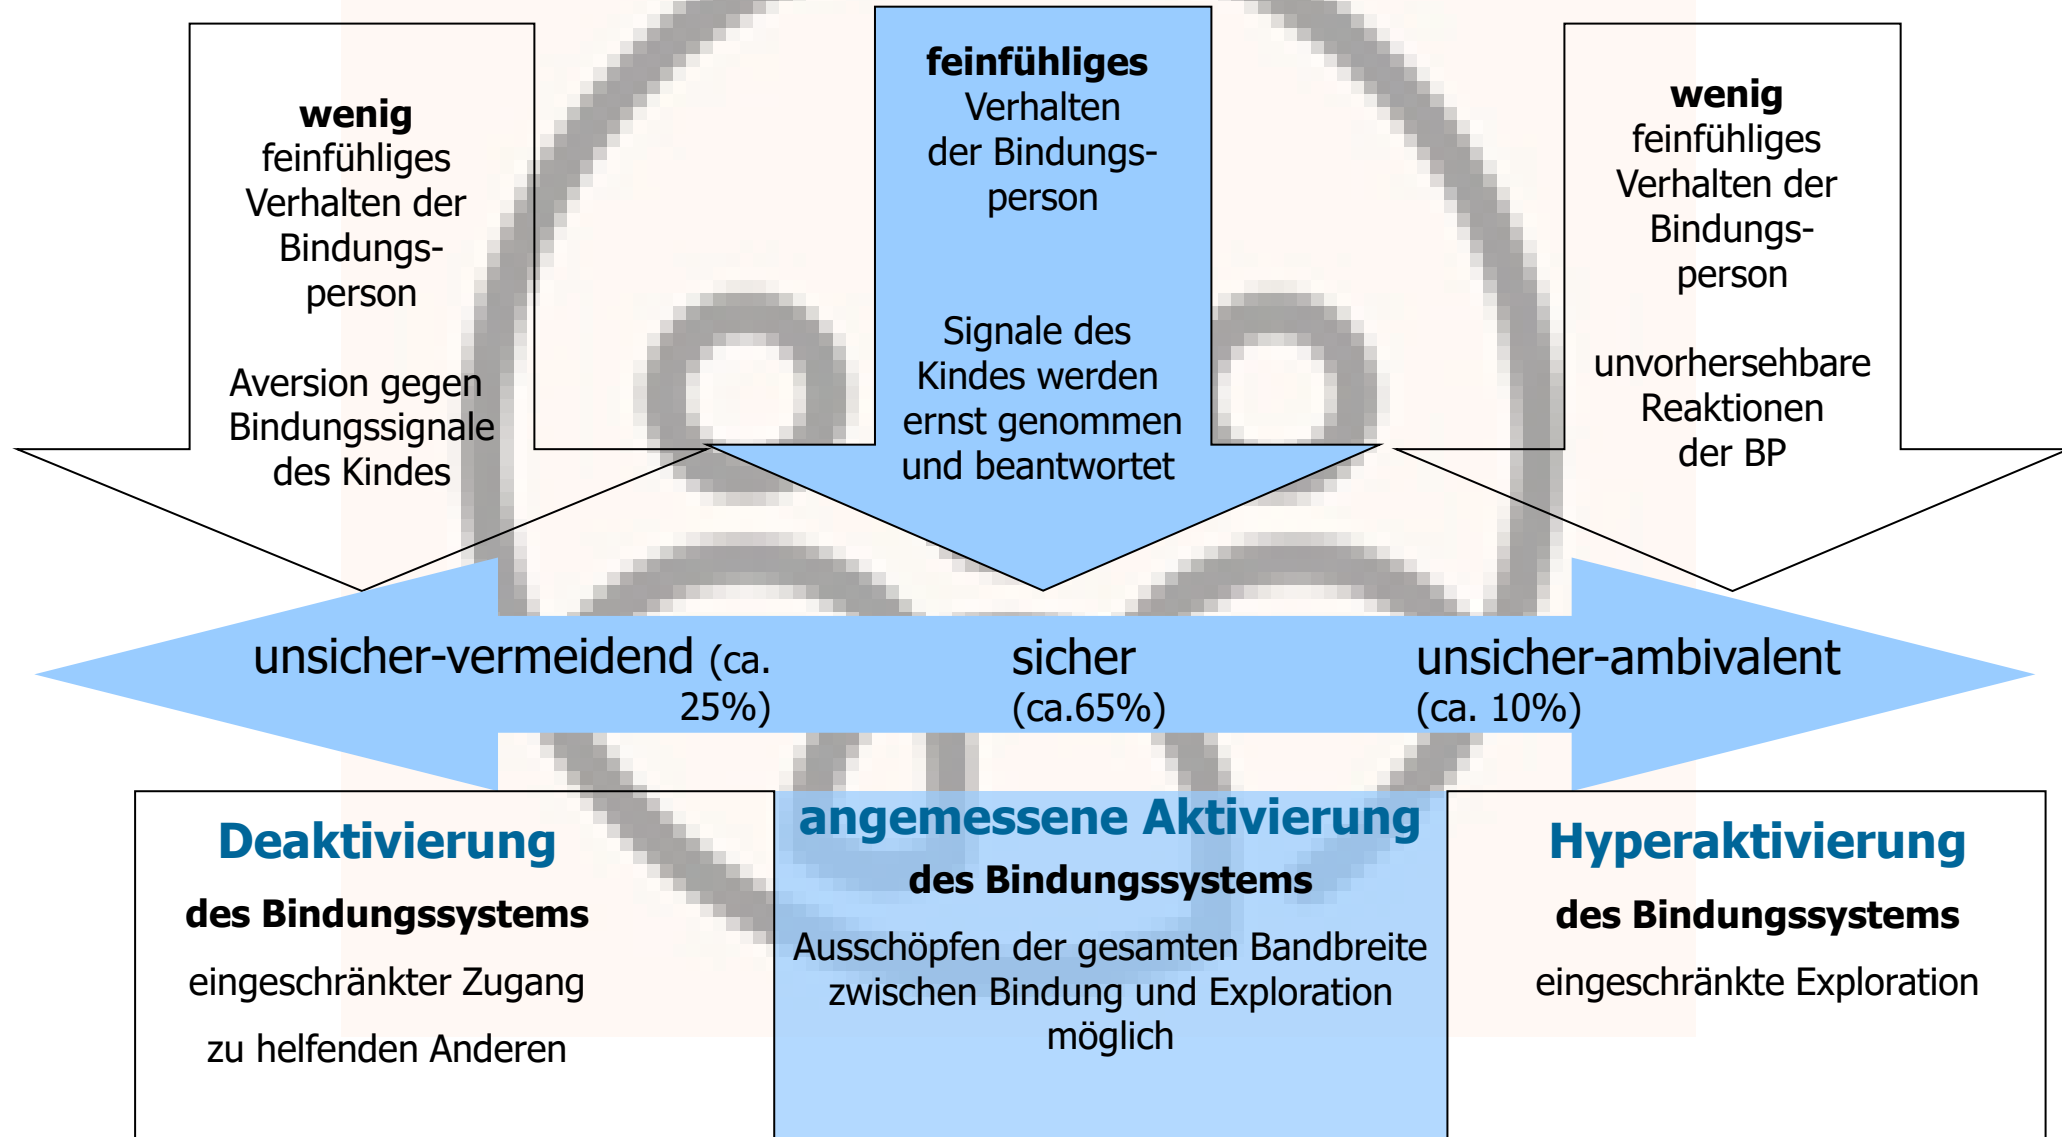 wenig
feinfühliges
Verhalten der
Bindungs-
person
Aversion gegen
Bindungssignale
des Kindes
feinfühliges
Verhalten
der Bindungs-
person
Signale des
Kindes werden
ernst genommen
und beantwortet
wenig
feinfühliges
Verhalten der
Bindungs-
person
unvorhersehbare
Reaktionen
der BP
unsicher-vermeidend (ca.
25%)
sicher
(ca.65%)
unsicher-ambivalent
(ca. 10%)
Deaktivierung
des Bindungssystems
eingeschränkter Zugang
zu helfenden Anderen
angemessene Aktivierung
des Bindungssystems
Ausschöpfen der gesamten Bandbreite
zwischen Bindung und Exploration
möglich
Hyperaktivierung
des Bindungssystems
eingeschränkte Exploration